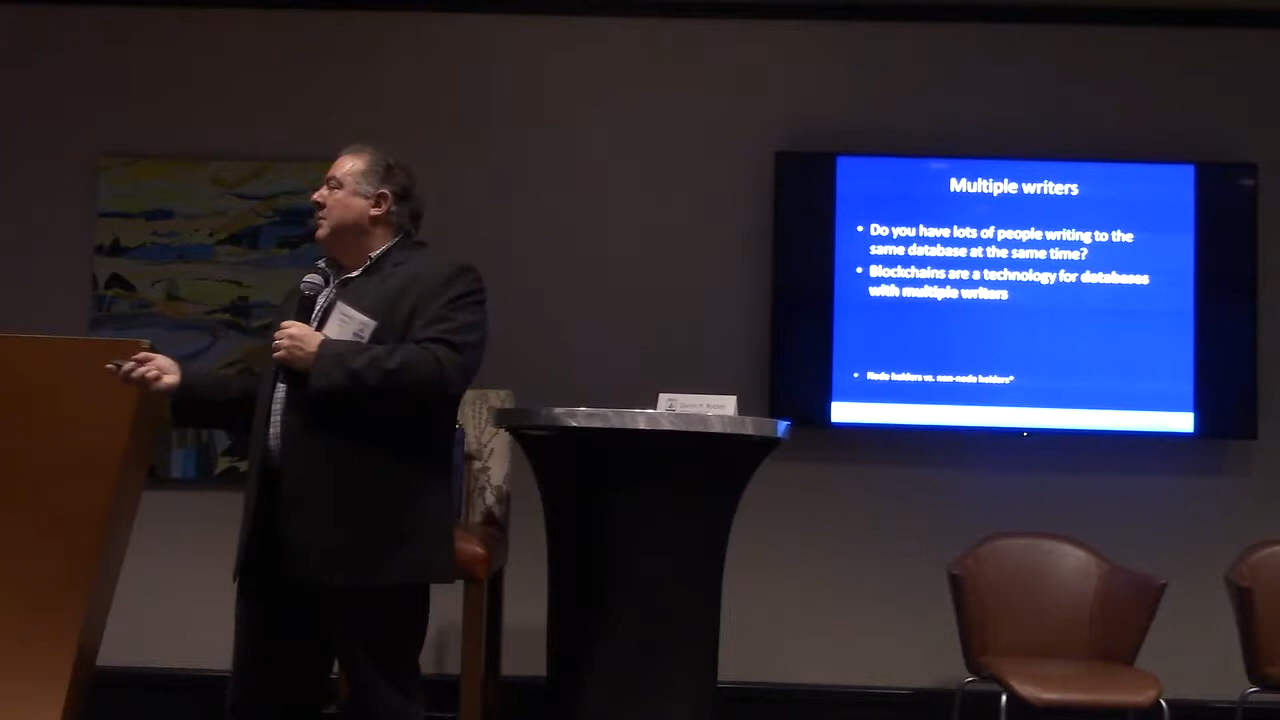 Multiple writers
• Do you have lots of people writing to the
same database at the same time?
• Blockchains are a technology for databases
with multiple writers
• Node holders vs. non-node holders*